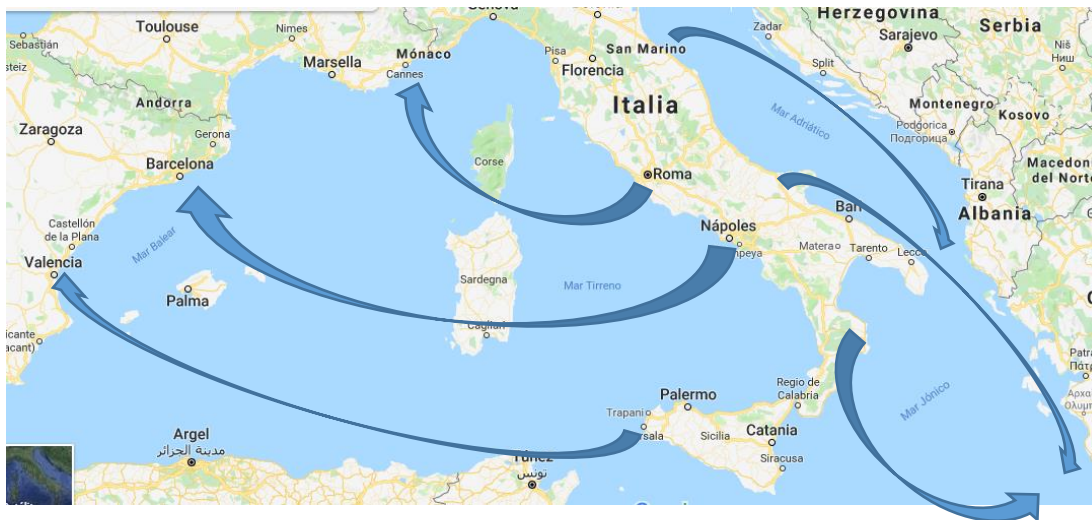 Toulouse
Nimes
Mónaco
Pisa
San Marino
Zadar
Herzegovina
Serbia
Sarajevo
Sebastián
Marsella
Cannes
Florencia
Split
Niš
Ниш
Andorra
Italia
Mar Adriático
Montenegro
Kosovo
Zaragoza
Gerona
Podgorica
Подгорица
Barcelona
Corse
Roma
Macedo
del Norte
Tirana
Albania
Castellón
de la Plana
Mar Balear
Nápoles
Bari
Matera
Tarento
Lecce
Valencia
Palma
Sardegna
Mar Tirreno
Cagliari
Palermo
Regio de
Calabria
Mar Jónico
Trapani
Sicilia
Catania
Siracusa
Argel
مدينة الجزائر
Túnez
تونس